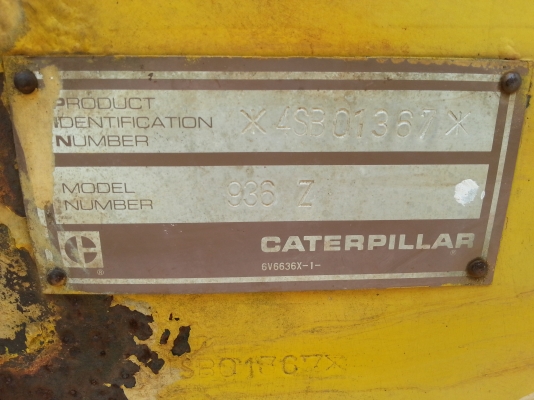 PRODUCT
IDENTIFICATION
NUMBER
*4SB01367*
MODEL
NUMBER
936 Z
CATERPILLAR
6V6636X-1-